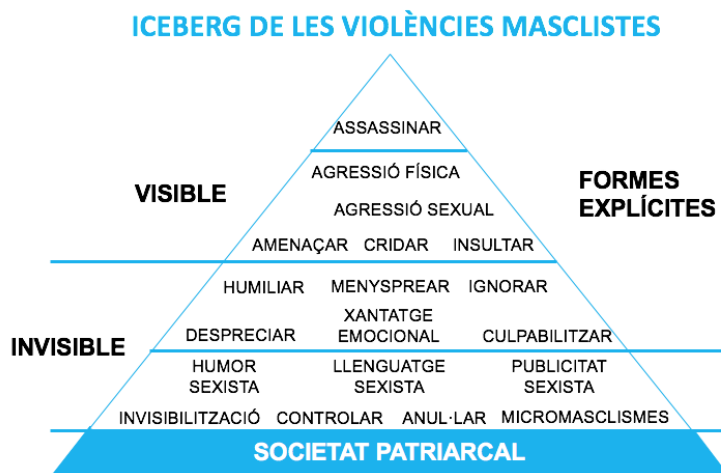 ICEBERG DE LES VIOLÈNCIES MASCLISTES
ASSASSINAR
AGRESSIÓ FÍSICA
VISIBLE
FORMES
EXPLÍCITES
AGRESSIÓ SEXUAL
AMENAÇAR CRIDAR INSULTAR
HUMILIAR MENYSPREAR IGNORAR
XANTATGE
DESPRECIAR EMOCIONAL CULPABILITZAR
INVISIBLE
HUMOR LLENGUATGE PUBLICITAT
SEXISTA SEXISTA SEXISTA
INVISIBILITZACIÓ CONTROLAR ANUL·LAR MICROMASCLISMES
SOCIETAT PATRIARCAL